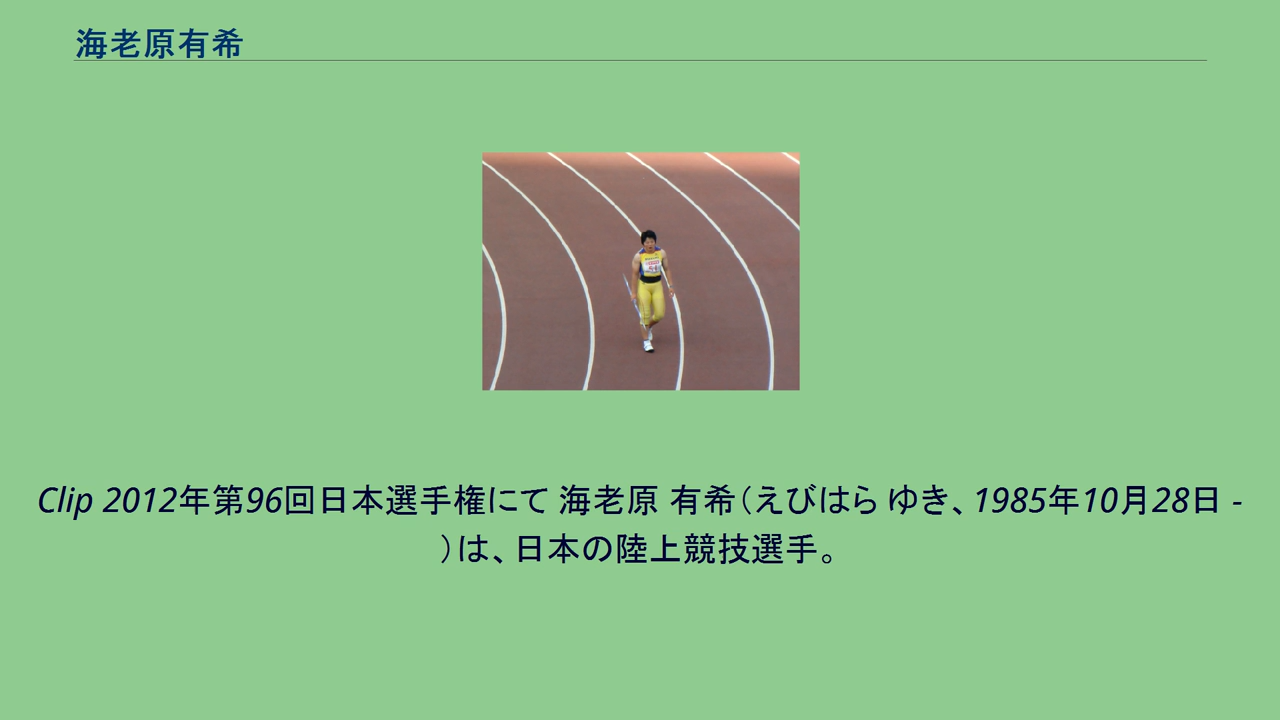 海老原有希
Clip 2012年第96回日本選手権にて 海老原 有希（えびはら ゆき、1985年10月28日 -
）は、日本の陸上競技選手。